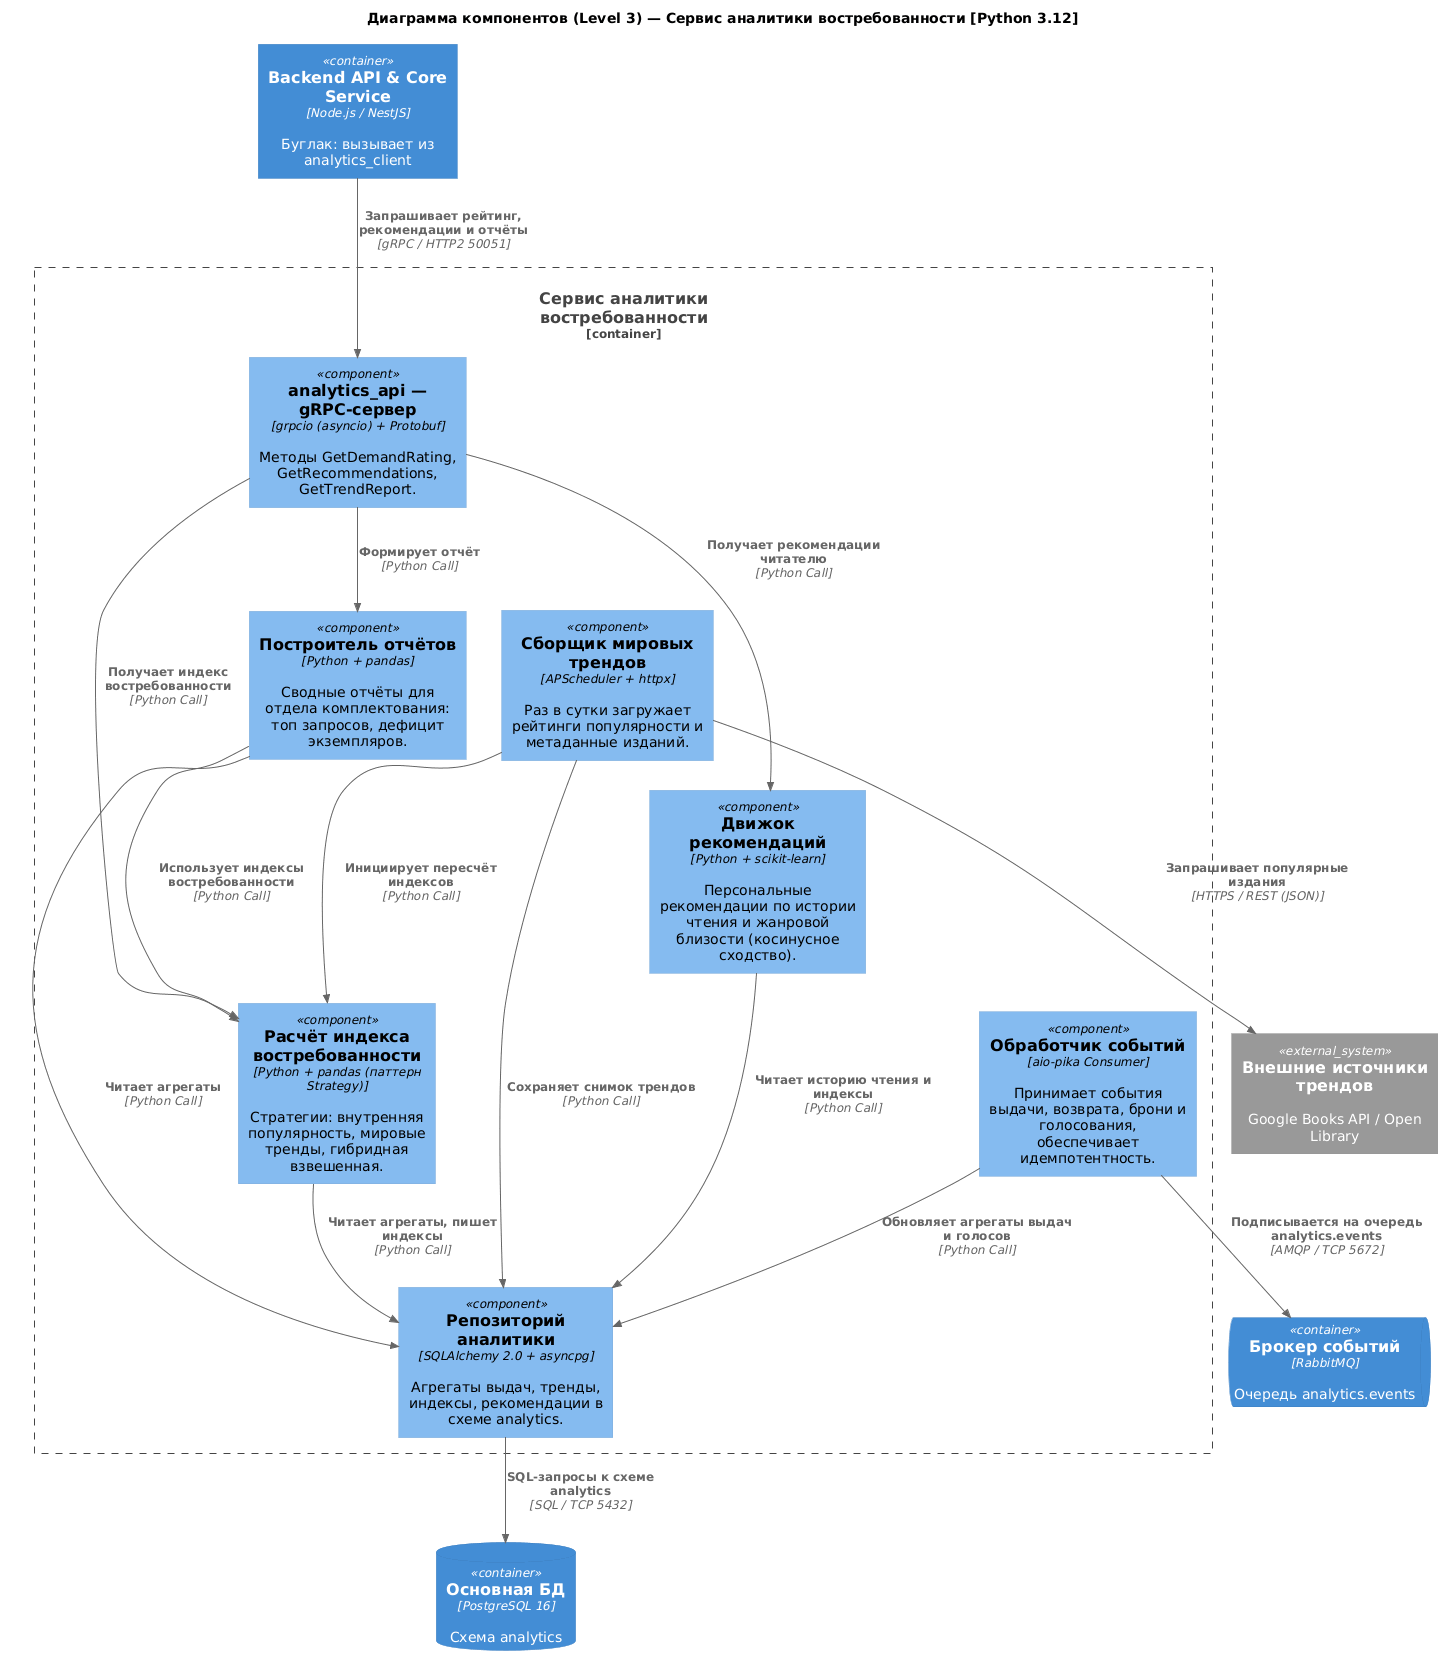 Диаграмма компонентов (Level 3) — Сервис аналитики востребованности [Python 3.12]
«container»
Backend API & Core
Service
[Node.js / NestJS]
Буглак: вызывает из
analytics_client
Запрашивает рейтинг,
рекомендации и отчёты
[gRPC / HTTP2 50051]
Сервис аналитики
востребованности
[container]
«component»
analytics_api —
gRPC-сервер
[grpcio (asyncio) + Protobuf]
Методы GetDemandRating,
GetRecommendations,
GetTrendReport.
Формирует отчёт
[Python Call]
Получает рекомендации
читателю
[Python Call]
Получает индекс
востребованности
[Python Call]
«component»
Построитель отчётов
[Python + pandas]
Сводные отчёты для
отдела комплектования:
топ запросов, дефицит
экземпляров.
«component»
Сборщик мировых
трендов
[APScheduler + httpx]
Раз в сутки загружает
рейтинги популярности и
метаданные изданий.
«component»
Движок
рекомендаций
[Python + scikit-learn]
Персональные
рекомендации по истории
чтения и жанровой
близости (косинусное
сходство).
Использует индексы
востребованности
[Python Call]
Инициирует пересчёт
индексов
[Python Call]
Запрашивает популярные
издания
[HTTPS / REST (JSON)]
«component»
Расчёт индекса
востребованности
[Python + pandas (паттерн
Strategy)]
Стратегии: внутренняя
популярность, мировые
тренды, гибридная
взвешенная.
«component»
Обработчик событий
[aio-pika Consumer]
Принимает события
выдачи, возврата, брони и
голосования,
обеспечивает
идемпотентность.
«external_system»
Внешние источники
трендов
Google Books API / Open
Library
Читает агрегаты
[Python Call]
Сохраняет снимок трендов
[Python Call]
Читает историю чтения и
индексы
[Python Call]
Читает агрегаты, пишет
индексы
[Python Call]
Обновляет агрегаты выдач
и голосов
[Python Call]
Подписывается на очередь
analytics.events
[AMQP / TCP 5672]
«component»
Репозиторий
аналитики
[SQLAlchemy 2.0 + asyncpg]
Агрегаты выдач, тренды,
индексы, рекомендации в
схеме analytics.
«container»
Брокер событий
[RabbitMQ]
Очередь analytics.events
SQL-запросы к схеме
analytics
[SQL / TCP 5432]
«container»
Основная БД
[PostgreSQL 16]
Схема analytics